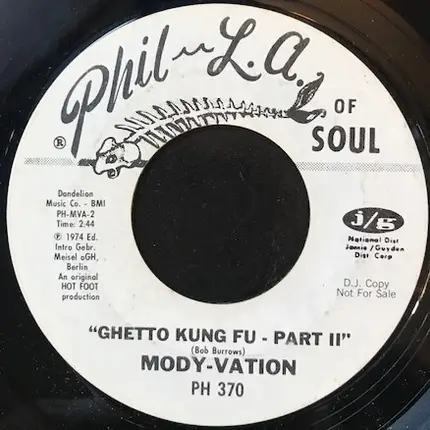 Phil-L.A.
OF
SOUL
®
Dandelion
Music Co. - BMI
PH-MVA-2
Time: 2:44
℗ 1974 Ed.
Intro Gebr.
Meisel oGH,
Berlin
An original
HOT FOOT
production
j/g
National Dist
Jamie/Guyden
Dist Corp
D.J. Copy
Not For Sale
"GHETTO KUNG FU - PART II"
(Bob Burrows)
MODY-VATION
PH 370